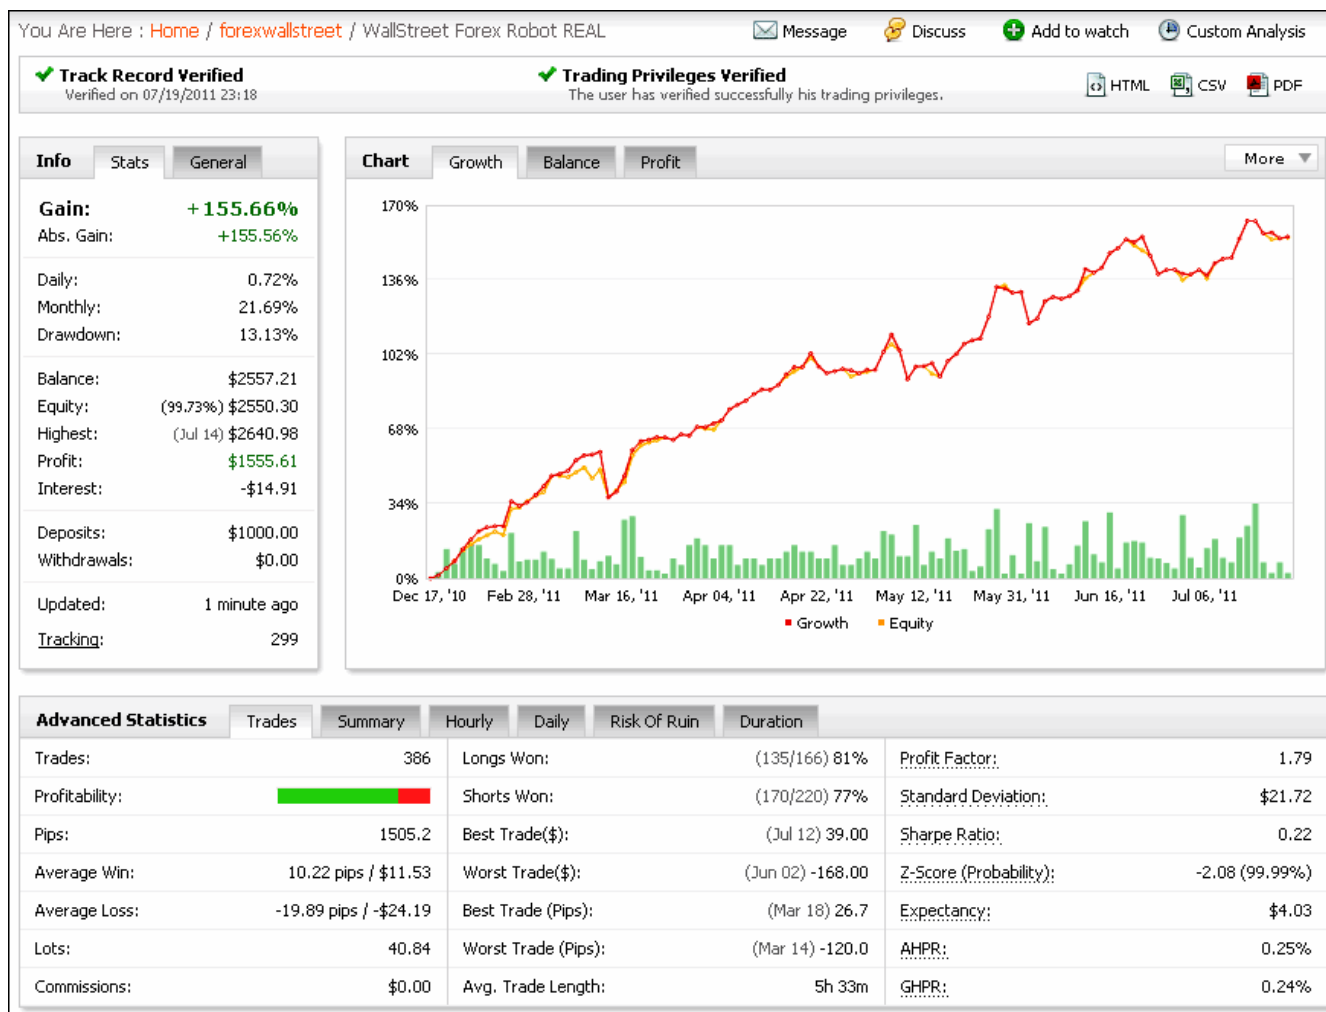 You Are Here : Home / forexwallstreet / WallStreet Forex Robot REAL
Message Discuss Add to watch Custom Analysis
Track Record Verified
Verified on 07/19/2011 23:18
Trading Privileges Verified
The user has verified successfully his trading privileges.
HTML CSV PDF
Info Stats General
Gain: +155.66%
Abs. Gain: +155.56%
Daily: 0.72%
Monthly: 21.69%
Drawdown: 13.13%
Balance: $2557.21
Equity: (99.73%) $2550.30
Highest: (Jul 14) $2640.98
Profit: $1555.61
Interest: -$14.91
Deposits: $1000.00
Withdrawals: $0.00
Updated: 1 minute ago
Tracking: 299
Chart Growth Balance Profit More
170%
136%
102%
68%
34%
0%
Dec 17, '10 Feb 28, '11 Mar 16, '11 Apr 04, '11 Apr 22, '11 May 12, '11 May 31, '11 Jun 16, '11 Jul 06, '11
Growth Equity
Advanced Statistics Trades Summary Hourly Daily Risk Of Ruin Duration
Trades: 386 Longs Won: (135/166) 81% Profit Factor: 1.79
Profitability: Shorts Won: (170/220) 77% Standard Deviation: $21.72
Pips: 1505.2 Best Trade($): (Jul 12) 39.00 Sharpe Ratio: 0.22
Average Win: 10.22 pips / $11.53 Worst Trade($): (Jun 02) -168.00 Z-Score (Probability): -2.08 (99.99%)
Average Loss: -19.89 pips / -$24.19 Best Trade (Pips): (Mar 18) 26.7 Expectancy: $4.03
Lots: 40.84 Worst Trade (Pips): (Mar 14) -120.0 AHPR: 0.25%
Commissions: $0.00 Avg. Trade Length: 5h 33m GHPR: 0.24%